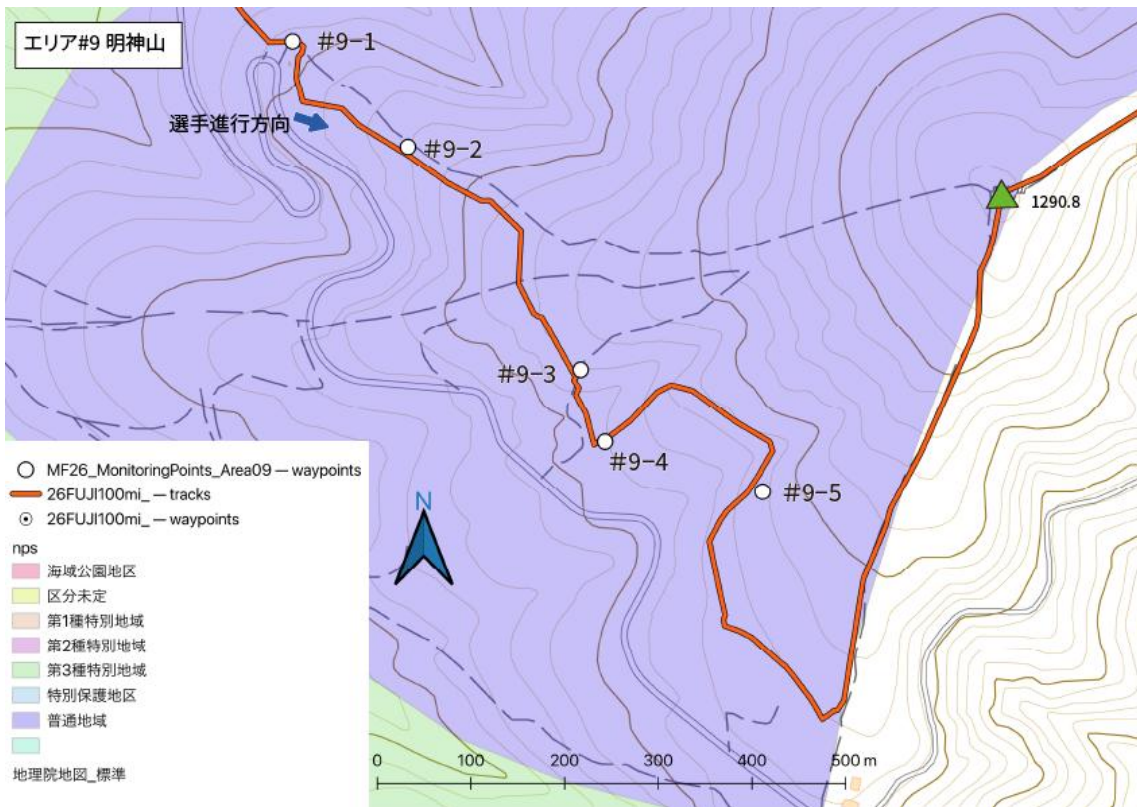 エリア#9 明神山
#9-1
選手進行方向
#9-2
1290.8
#9-3
#9-4
#9-5
N
MF26_MonitoringPoints_Area09 — waypoints
26FUJI100mi_ — tracks
26FUJI100mi_ — waypoints
nps
海域公園地区
区分未定
第1種特別地域
第2種特別地域
第3種特別地域
特別保護地区
普通地域
地理院地図_標準
0 100 200 300 400 500 m